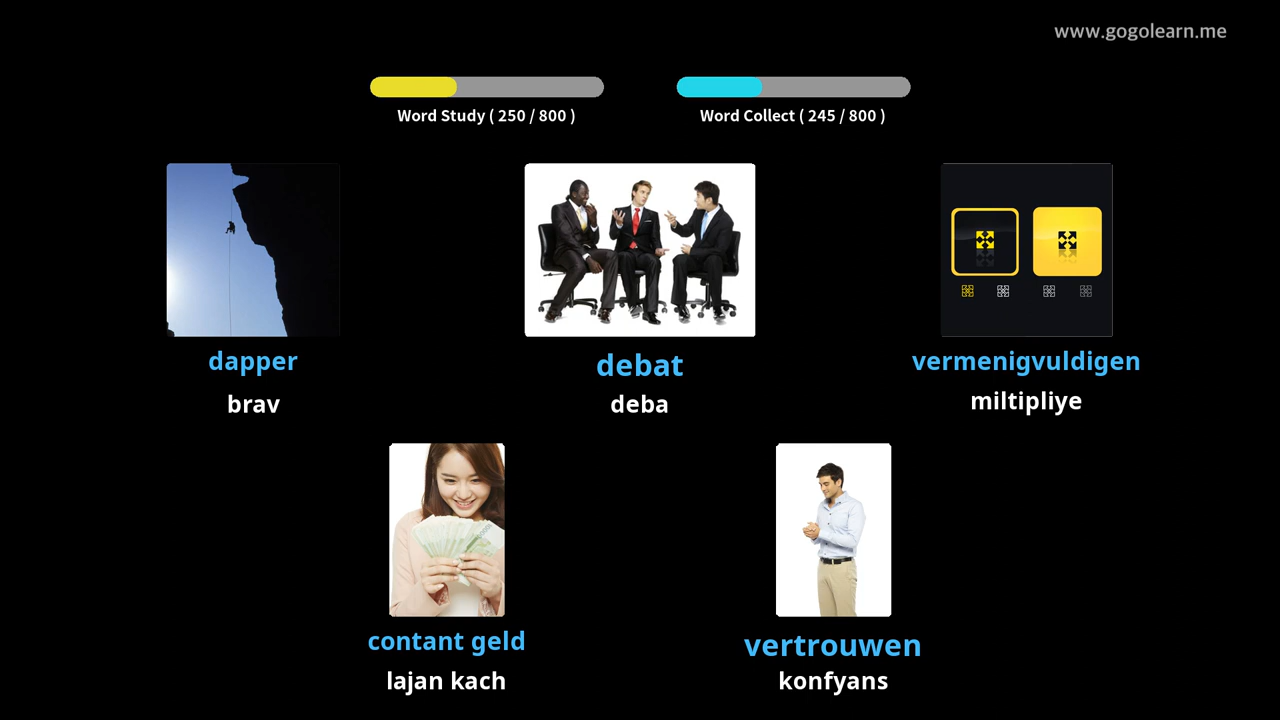 www.gogolearn.me
Word Study ( 250 / 800 )
Word Collect ( 245 / 800 )
dapper
brav
debat
deba
vermenigvuldigen
miltipliye
contant geld
lajan kach
vertrouwen
konfyans